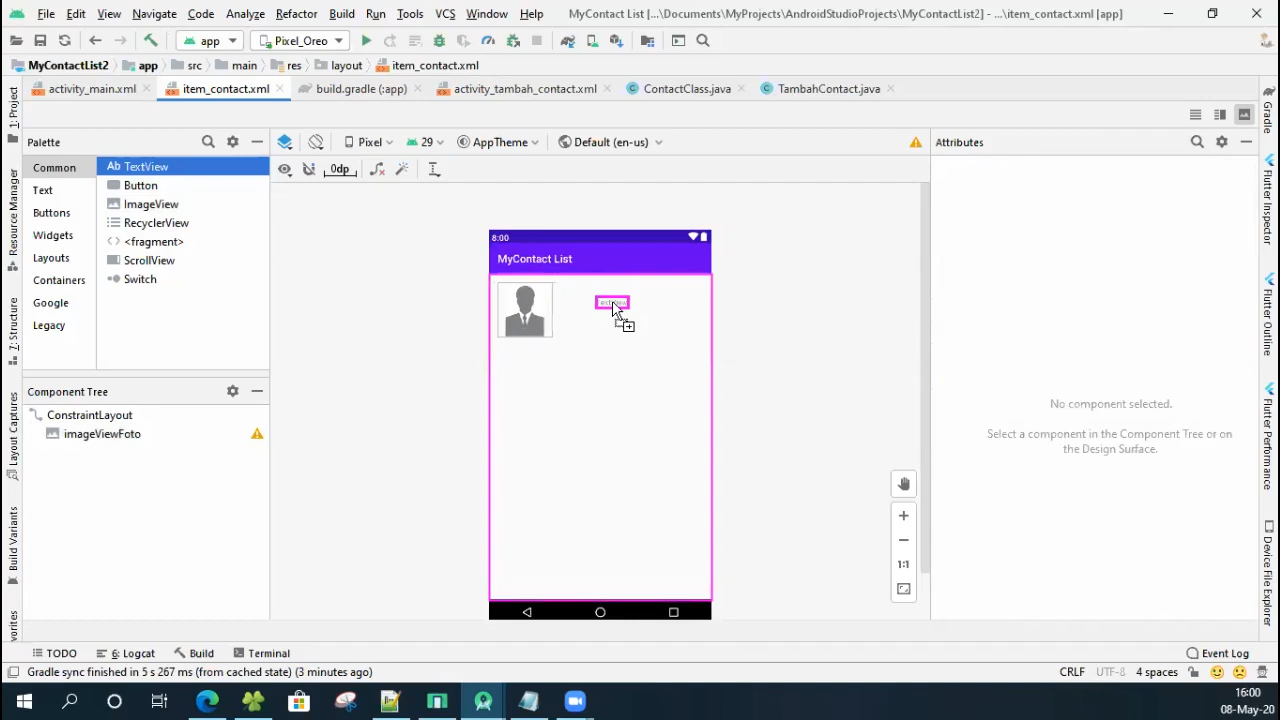 File Edit View Navigate Code Analyze Refactor Build Run Tools VCS Window Help MyContact List [...\Documents\MyProjects\AndroidStudioProjects\MyContactList2] - ...\item_contact.xml [app]
app Pixel_Oreo
MyContactList2 app src main res layout item_contact.xml
activity_main.xml item_contact.xml build.gradle (:app) activity_tambah_contact.xml ContactClass.java TambahContact.java
Palette
Pixel 29 AppTheme Default (en-us)
Attributes
Common
Text
Buttons
Widgets
Layouts
Containers
Google
Legacy
Ab TextView
Button
ImageView
RecyclerView
<fragment>
ScrollView
Switch
0dp
8:00
MyContact List
Component Tree
ConstraintLayout
imageViewFoto
No component selected.
Select a component in the Component Tree or on
the Design Surface.
1:1
1: Project
Resource Manager
7: Structure
Layout Captures
Build Variants
Gradle
Flutter Inspector
Flutter Outline
Flutter Performance
Device File Explorer
TODO 6: Logcat Build Terminal Event Log
Gradle sync finished in 5 s 267 ms (from cached state) (3 minutes ago) CRLF UTF-8 4 spaces
16:00
08-May-20